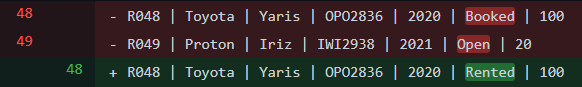 48 - R048 | Toyota | Yaris | OPO2836 | 2020 | Booked | 100
49 - R049 | Proton | Iriz | IWI2938 | 2021 | Open | 20
48 + R048 | Toyota | Yaris | OPO2836 | 2020 | Rented | 100